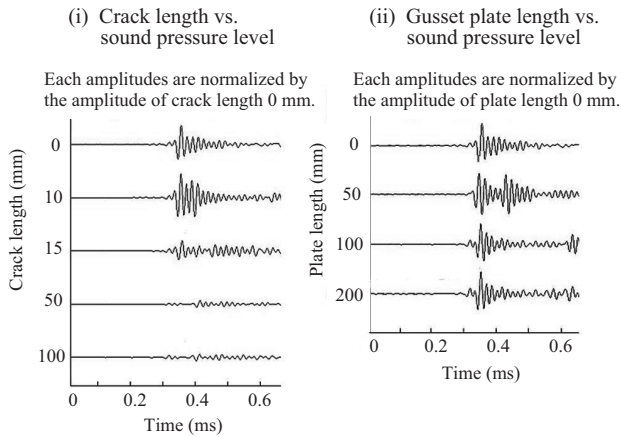 (i) Crack length vs.
sound pressure level
Each amplitudes are normalized by
the amplitude of crack length 0 mm.
Crack length (mm)
0
10
15
50
100
0 0.2 0.4 0.6
Time (ms)
(ii) Gusset plate length vs.
sound pressure level
Each amplitudes are normalized by
the amplitude of plate length 0 mm.
Plate length (mm)
0
50
100
200
0 0.2 0.4 0.6
Time (ms)